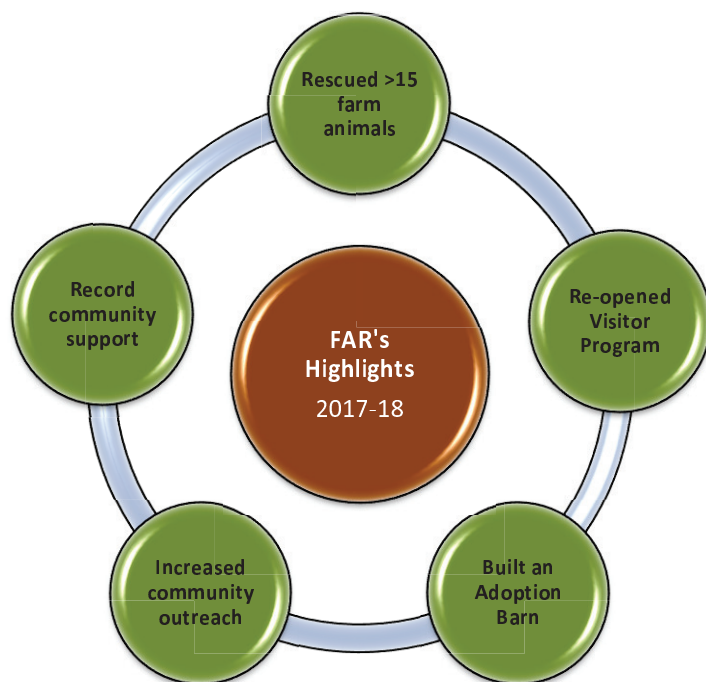 Rescued >15
farm
animals
Re-opened
Visitor
Program
Built an
Adoption
Barn
Increased
community
outreach
Record
community
support
FAR's
Highlights
2017-18